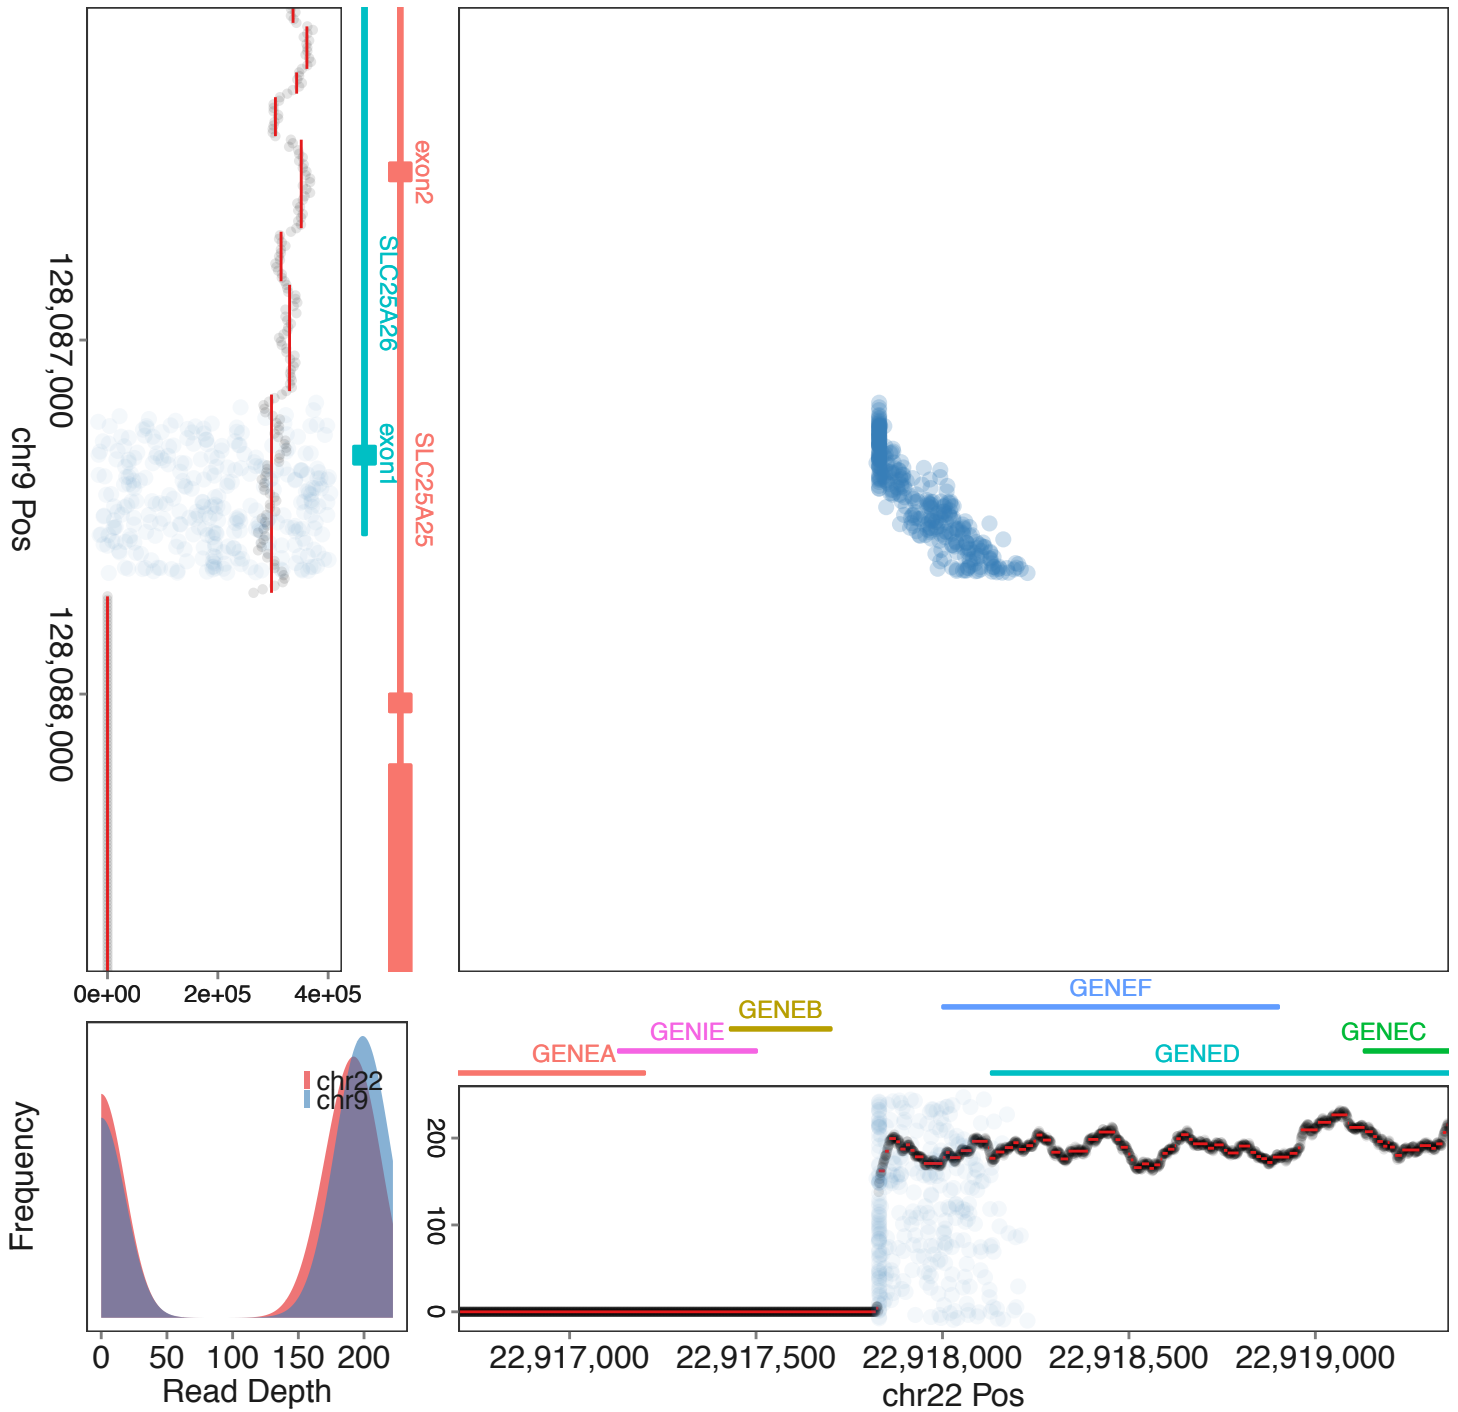 exon2
SLC25A26
exon1
SLC25A25
128,087,000
128,088,000
chr9 Pos
0e+00 2e+05 4e+05
GENEF
GENEB
GENIE GENEC
GENEA GENED
chr22
chr9
Frequency
0 50 100 150 200
Read Depth
200
100
0
22,917,000 22,917,500 22,918,000 22,918,500 22,919,000
chr22 Pos